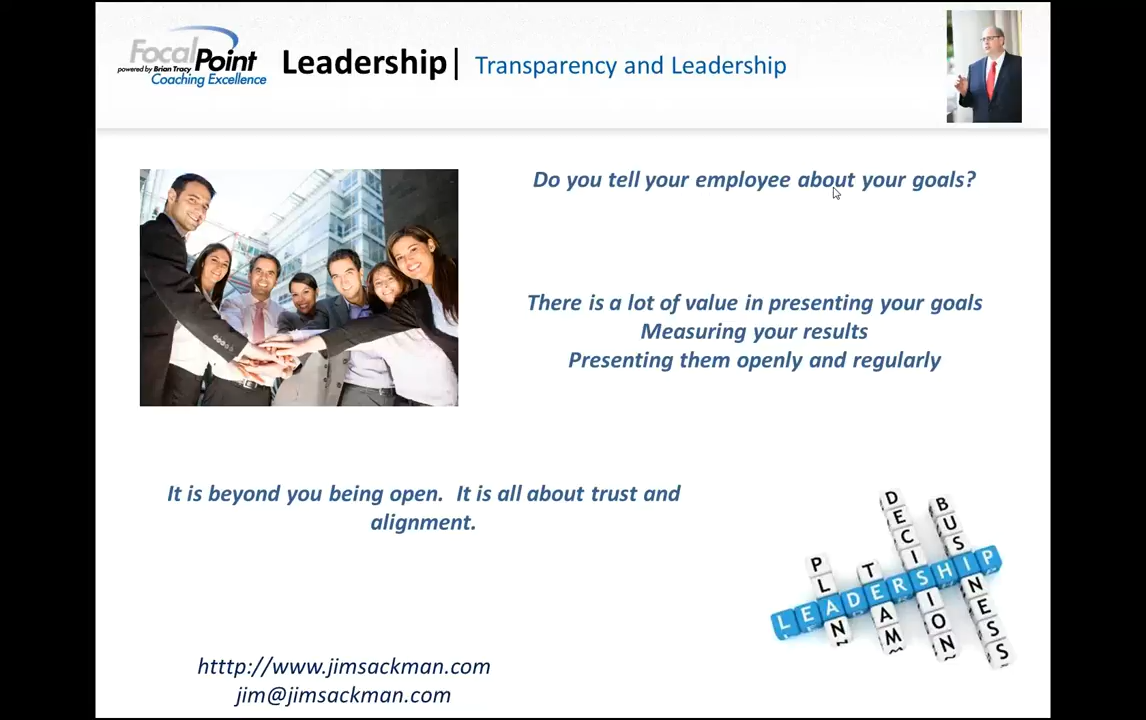 FocalPoint
powered by Brian Tracy
Coaching Excellence
Leadership| Transparency and Leadership
Do you tell your employee about your goals?
There is a lot of value in presenting your goals
Measuring your results
Presenting them openly and regularly
It is beyond you being open. It is all about trust and
alignment.
PLAN
TEAM
DECISION
BUSINESS
LEADERSHIP
htttp://www.jimsackman.com
jim@jimsackman.com